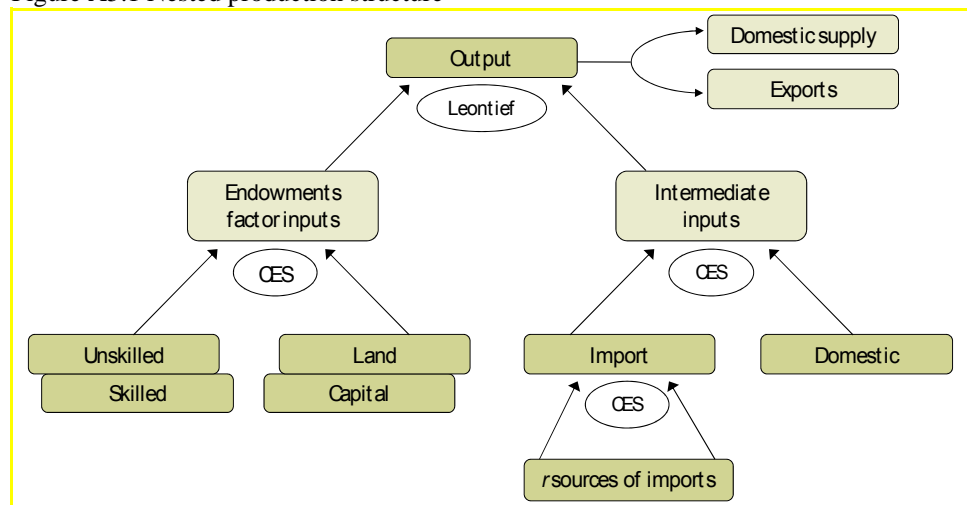 Figure A3.1 Nested production structure
Output
Domestic supply
Exports
Leontief
Endowments
factor inputs
Intermediate
inputs
CES
CES
Unskilled
Skilled
Land
Capital
Import
Domestic
CES
rsources of imports